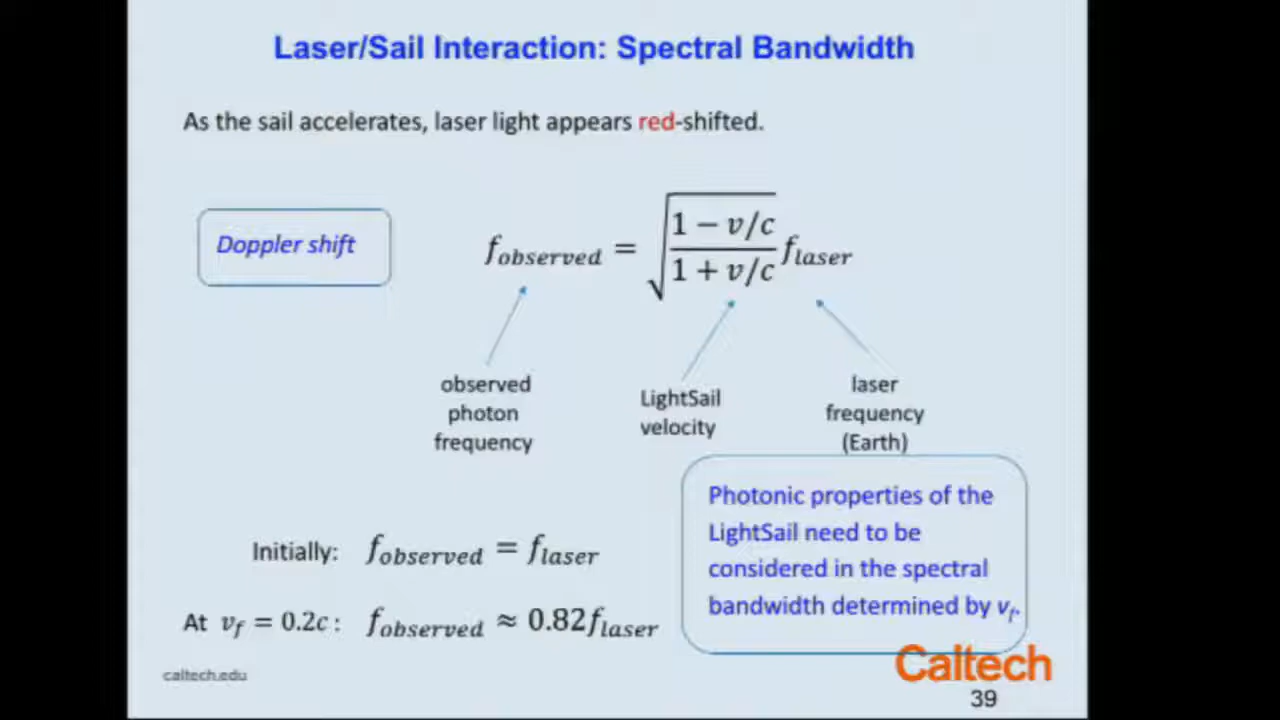 Laser/Sail Interaction: Spectral Bandwidth
As the sail accelerates, laser light appears red-shifted.
Doppler shift
f_observed = √((1 − v/c)/(1 + v/c)) f_laser
observed
photon
frequency
LightSail
velocity
laser
frequency
(Earth)
Photonic properties of the
LightSail need to be
considered in the spectral
bandwidth determined by v_f.
Initially: f_observed = f_laser
At v_f = 0.2c : f_observed ≈ 0.82f_laser
caltech.edu
Caltech
39